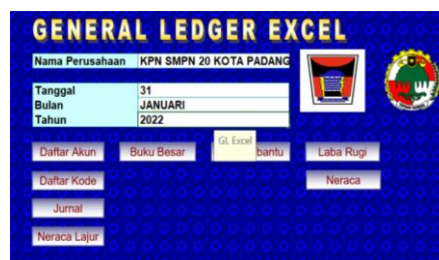 GENERAL LEDGER EXCEL
Nama Perusahaan KPN SMPN 20 KOTA PADANG
Tanggal 31
Bulan JANUARI
Tahun 2022
GL Excel
Daftar Akun Buku Besar bantu Laba Rugi
Daftar Kode Neraca
Jurnal
Neraca Lajur